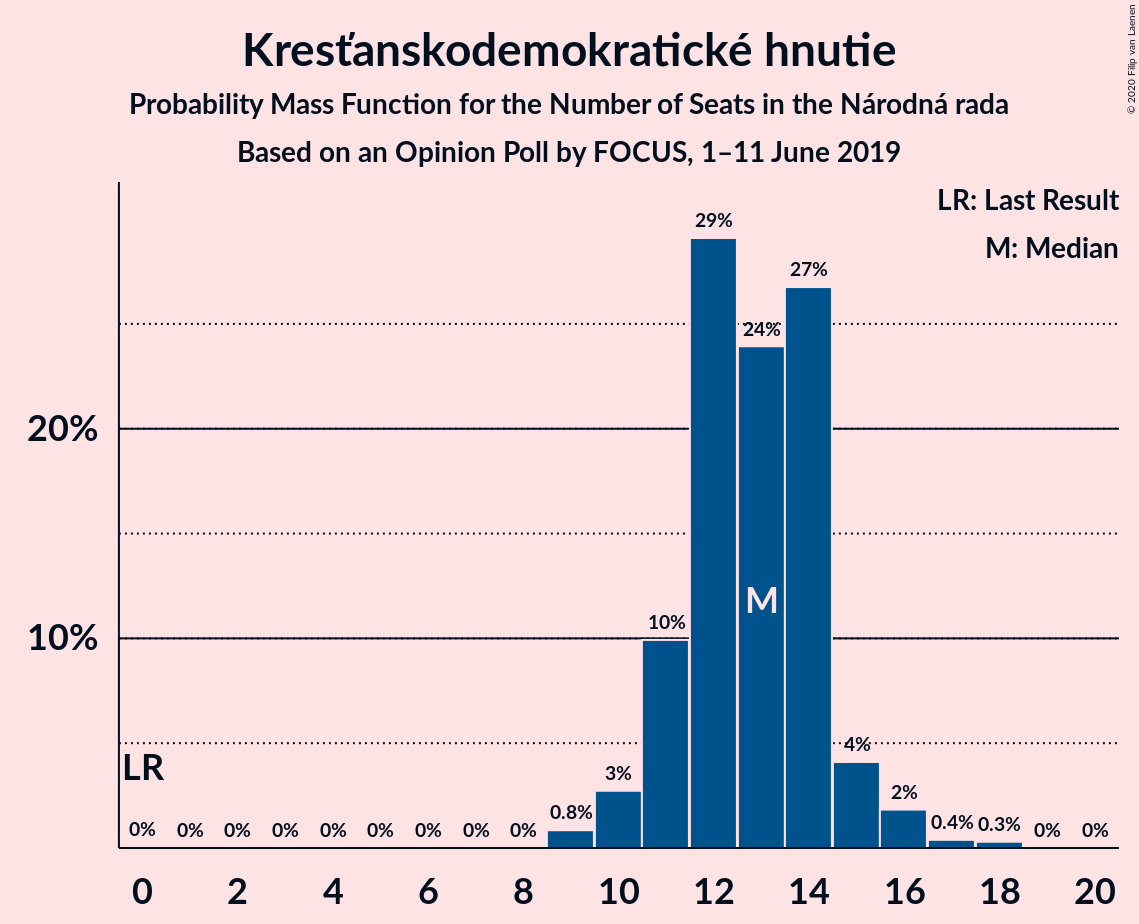 Kresťanskodemokratické hnutie
Probability Mass Function for the Number of Seats in the Národná rada
Based on an Opinion Poll by FOCUS, 1–11 June 2019
© 2020 Filip van Laenen
LR: Last Result
M: Median
29%
27%
24%
20%
M
10%
10%
LR
4%
3%
2%
0.8%
0.4%
0.3%
0% 0% 0% 0% 0% 0% 0% 0% 0% 0% 0%
0 2 4 6 8 10 12 14 16 18 20